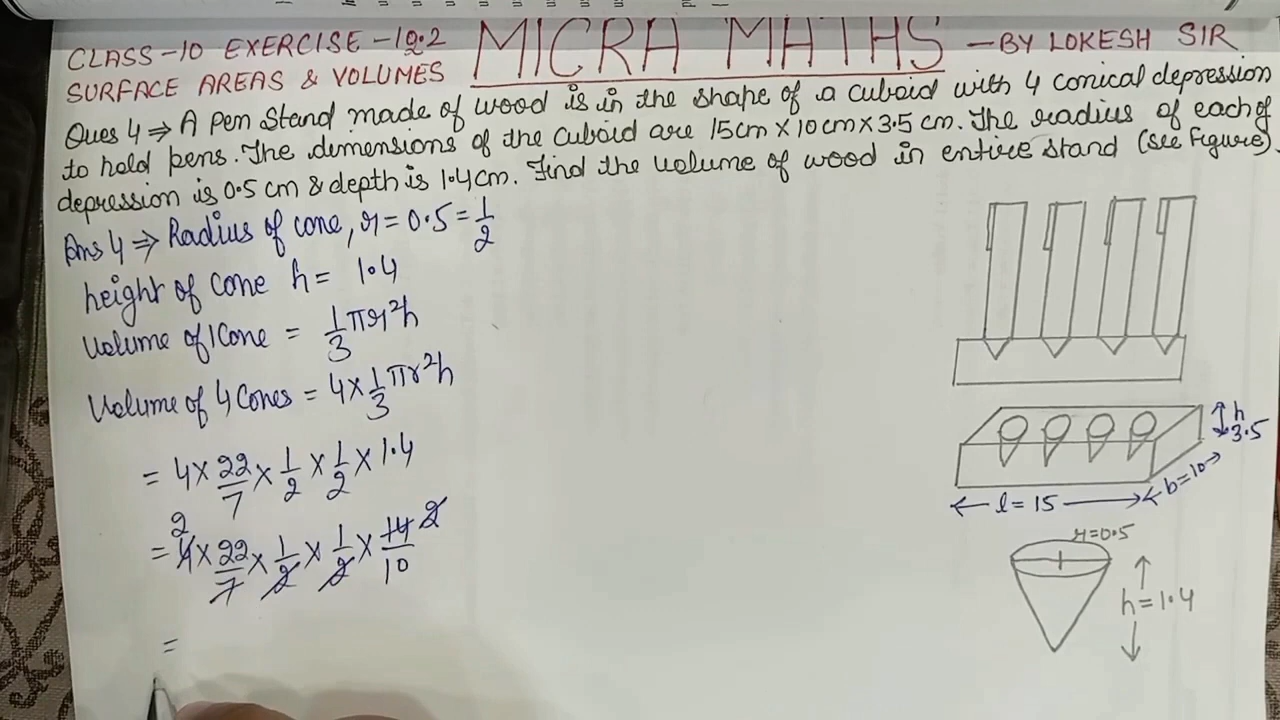 CLASS-10 EXERCISE-12.2
SURFACE AREAS & VOLUMES
MICRA MATHS
-BY LOKESH SIR
Ques 4 ⇒ A pen stand made of wood is in the shape of a cuboid with 4 conical depression
to hold pens. The dimensions of the cuboid are 15cm×10cm×3.5cm. The radius of each of
depression is 0.5cm & depth is 1.4cm. Find the volume of wood in entire stand (see figure).
Ans 4 ⇒ Radius of cone, r = 0.5 = 1/2
height of cone h = 1.4
Volume of 1 Cone = 1/3 πr²h
Volume of 4 Cones = 4 × 1/3 πr²h
= 4 × 22/7 × 1/2 × 1/2 × 1.4
2
= 4 × 22/7 × 1/2 × 1/2 × 14/10 2
=
h
3.5
b=10
l=15
r=0.5
h=1.4